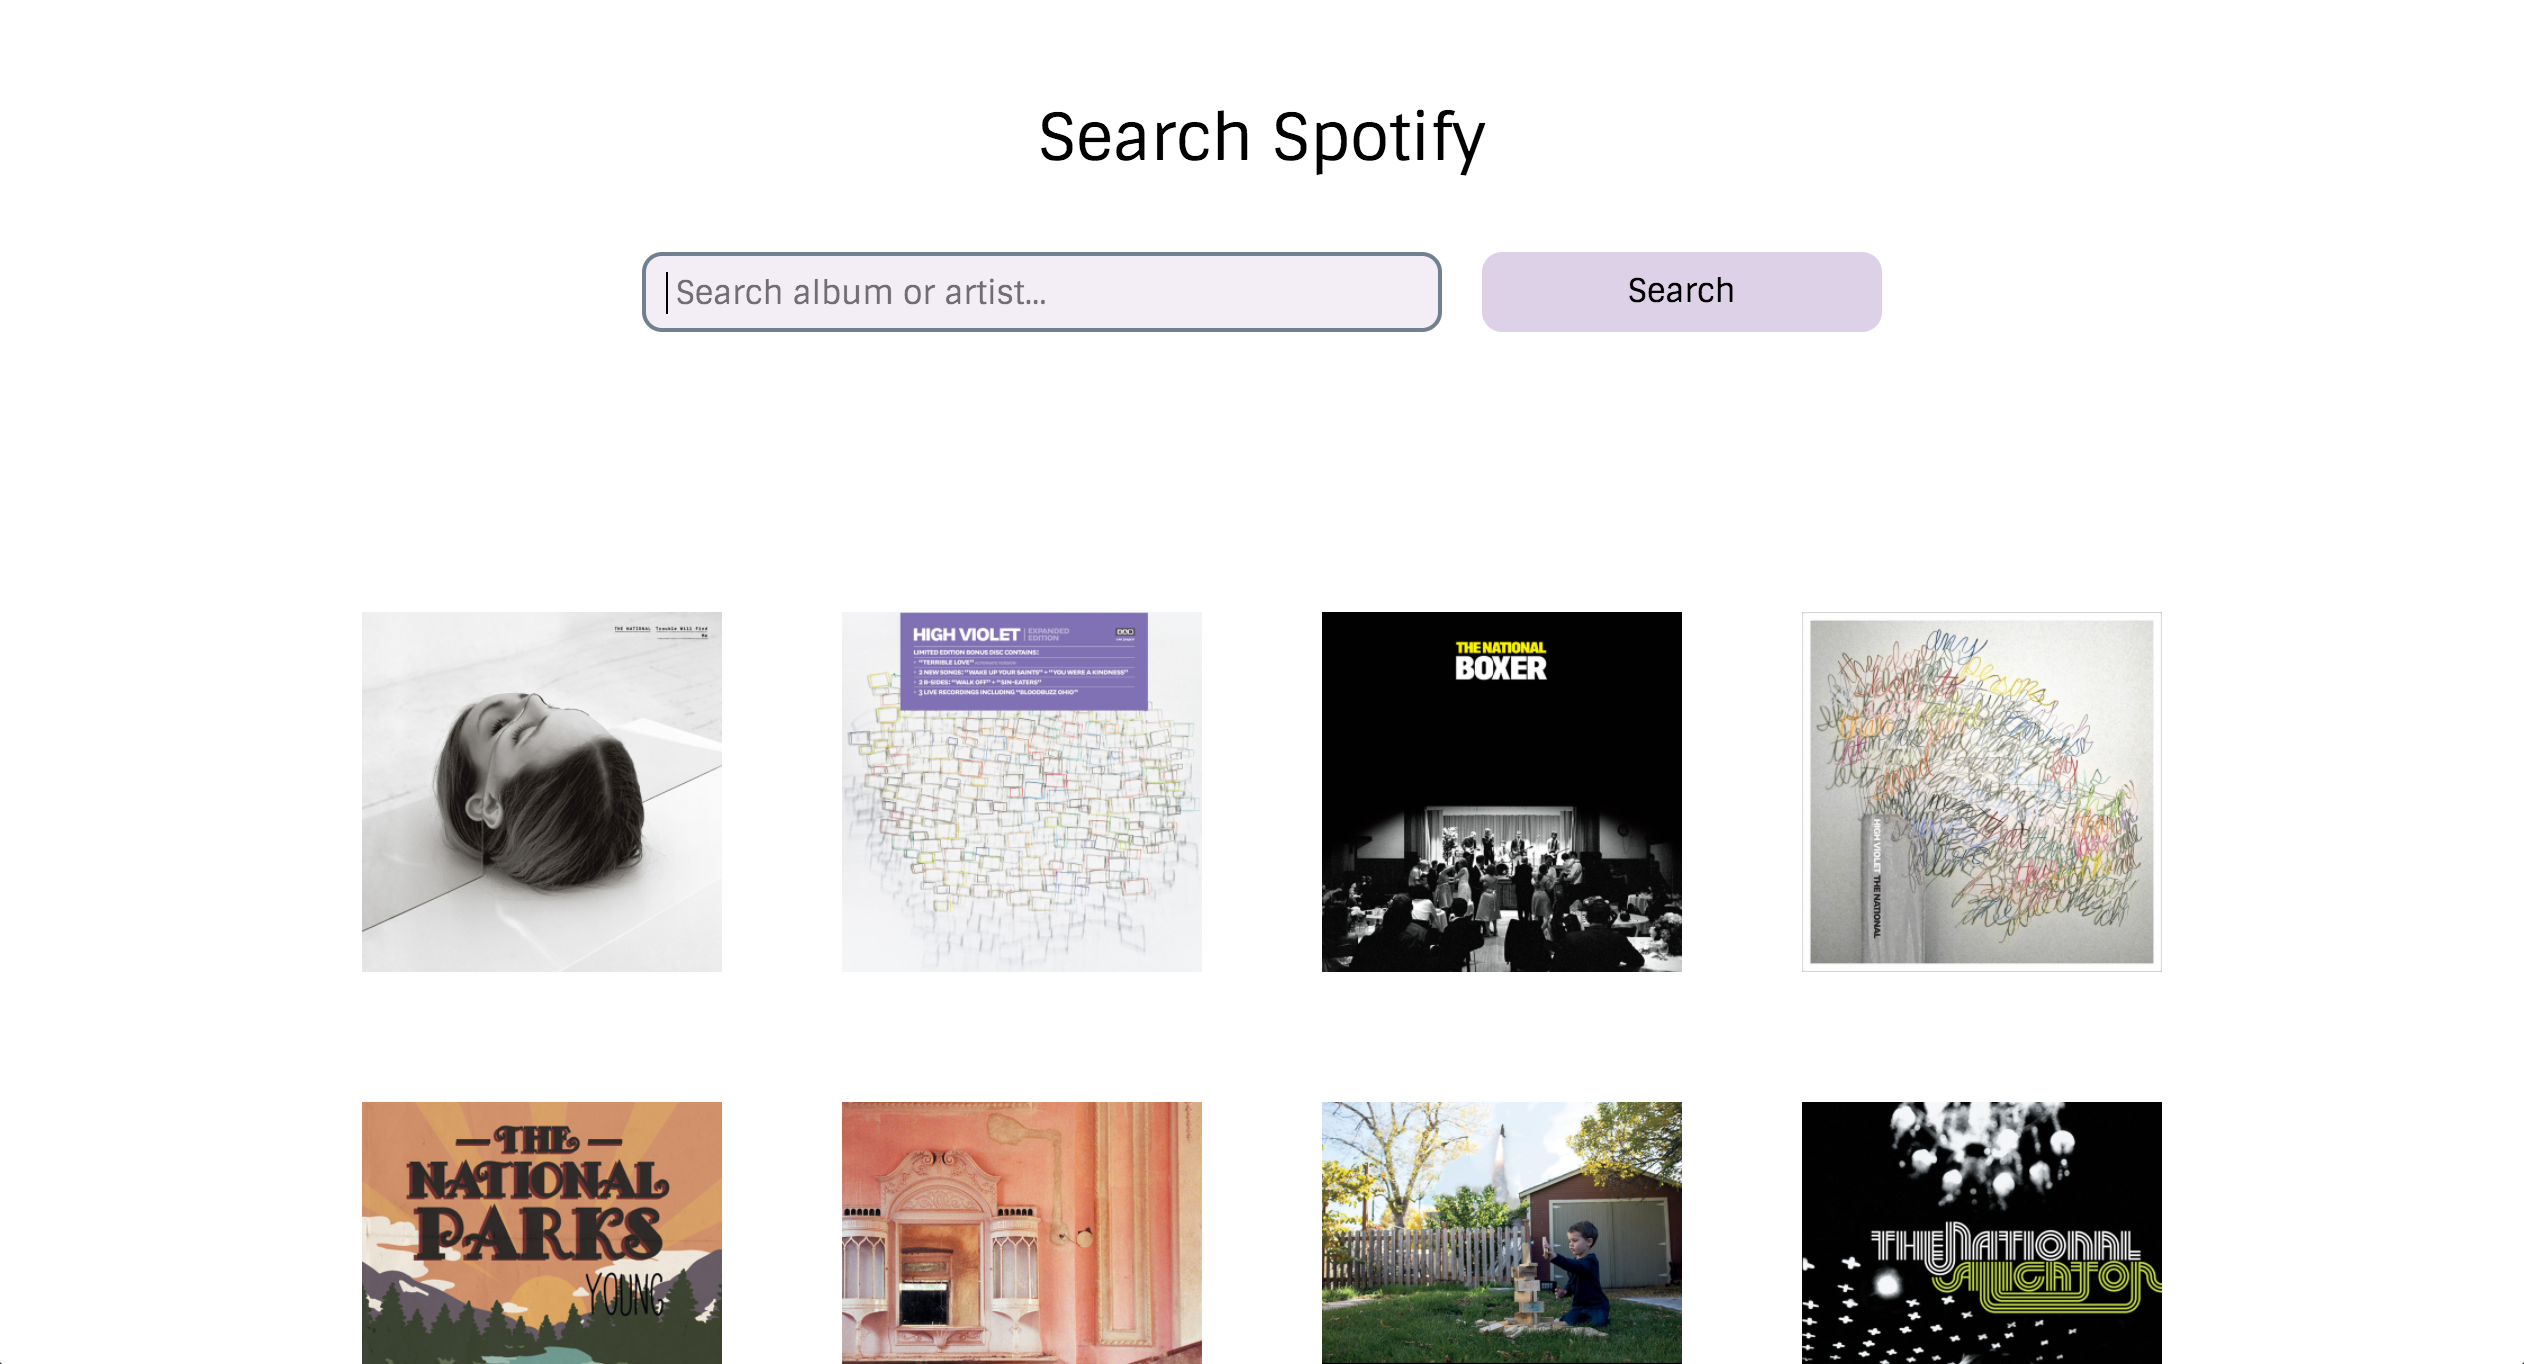 Search Spotify
Search album or artist...
Search
THE NATIONAL Trouble Will Find
Me
HIGH VIOLET EXPANDED
EDITION
LIMITED EDITION BONUS DISC CONTAINS:
• "TERRIBLE LOVE"
• 2 NEW SONGS: "WAKE UP YOUR SAINTS" + "YOU WERE A KINDNESS"
• 2 B-SIDES: "WALK OFF" + "SIN-EATERS"
• 3 LIVE RECORDINGS INCLUDING "BLOODBUZZ OHIO"
THE NATIONAL
BOXER
HIGH VIOLET THE NATIONAL
THE
NATIONAL
PARKS
YOUNG
THE NATIONAL
ALLIGATOR